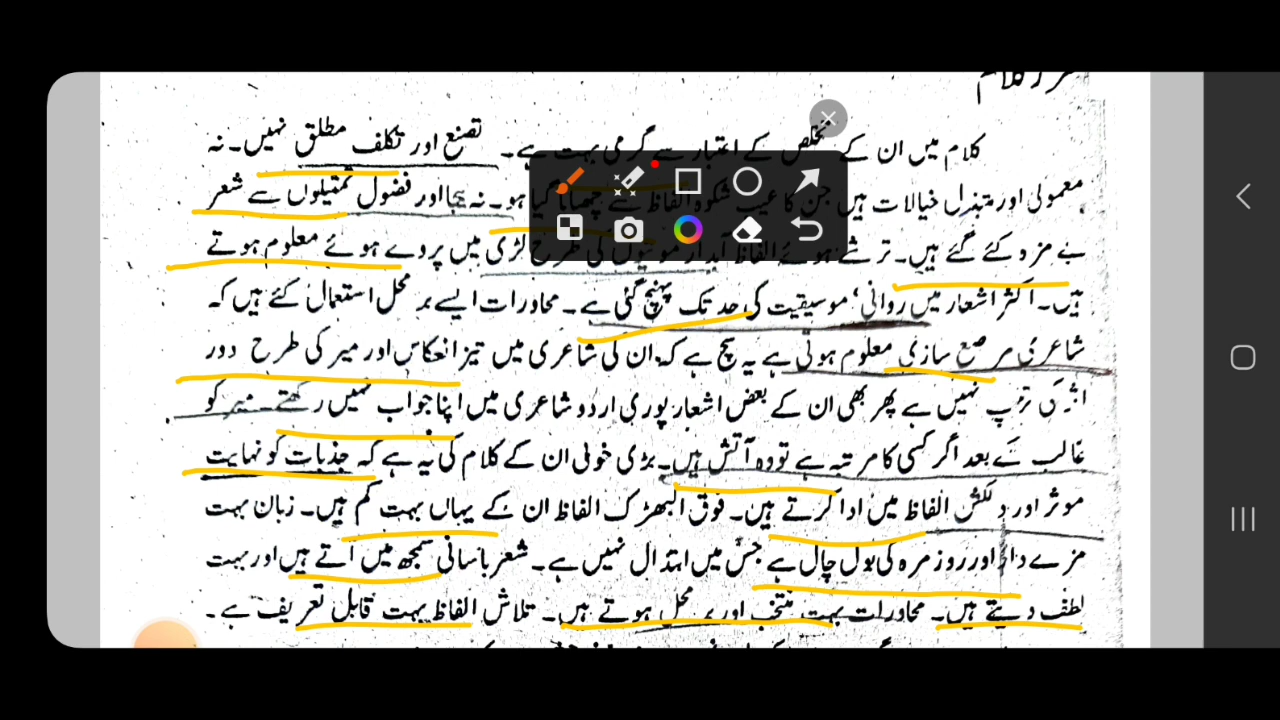 کلام میں ان کے تخلص کے اعتبار سے گرمی بہت ہے۔ تصنع اور تکلف مطلق نہیں۔ نہ
معمولی اور مبتذل خیالات ہیں جن کا عیب شکوہ الفاظ سے چھپایا گیا ہو۔ نہ بیجا اور فضول تمثیلوں سے شعر
بے مزہ کئے گئے ہیں۔ ترشے ہوئے الفاظ آبدار موتیوں کی طرح لڑی میں پروے ہوئے معلوم ہوتے
ہیں۔ اکثر اشعار میں روانی، موسیقیت کی حد تک پہنچ گئی ہے۔ محاورات ایسے بر محل استعمال کئے ہیں کہ
شاعری مرصع سازی معلوم ہوتی ہے یہ سچ ہے کہ ان کی شاعری میں تیز انعکاس اور میر کی طرح دور
اثر کی تڑپ نہیں ہے پھر بھی ان کے بعض اشعار پوری اردو شاعری میں اپنا جواب نہیں رکھتے۔ میر کو
غالب کے بعد اگر کسی کا مرتبہ ہے تو وہ آتش ہیں۔ بڑی خوبی ان کے کلام کی یہ ہے کہ جذبات کو نہایت
موثر اور دلکش الفاظ میں ادا کرتے ہیں۔ فوق البھڑک الفاظ ان کے یہاں بہت کم ہیں۔ زبان بہت
مزے دار اور روزمرہ کی بول چال ہے جس میں ابتذال نہیں ہے۔ شعر بآسانی سمجھ میں آتے ہیں اور بہت
لطف دیتے ہیں۔ محاورات بہت منتخب اور بر محل ہوتے ہیں۔ تلاش الفاظ بہت قابل تعریف ہے۔